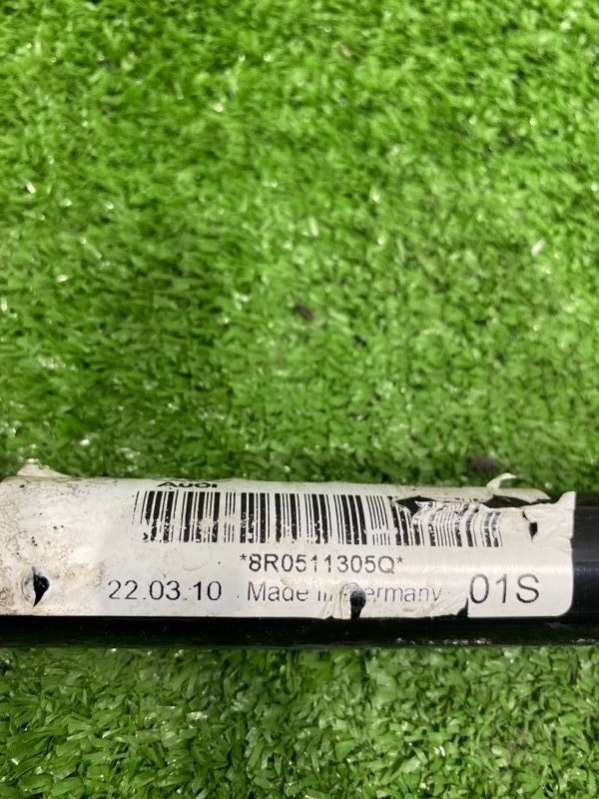 AUDI
*8R0511305Q*
22.03.10 Made in Germany 01S